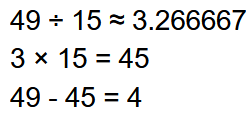 49 ÷ 15 ≈ 3.266667
3 × 15 = 45
49 - 45 = 4